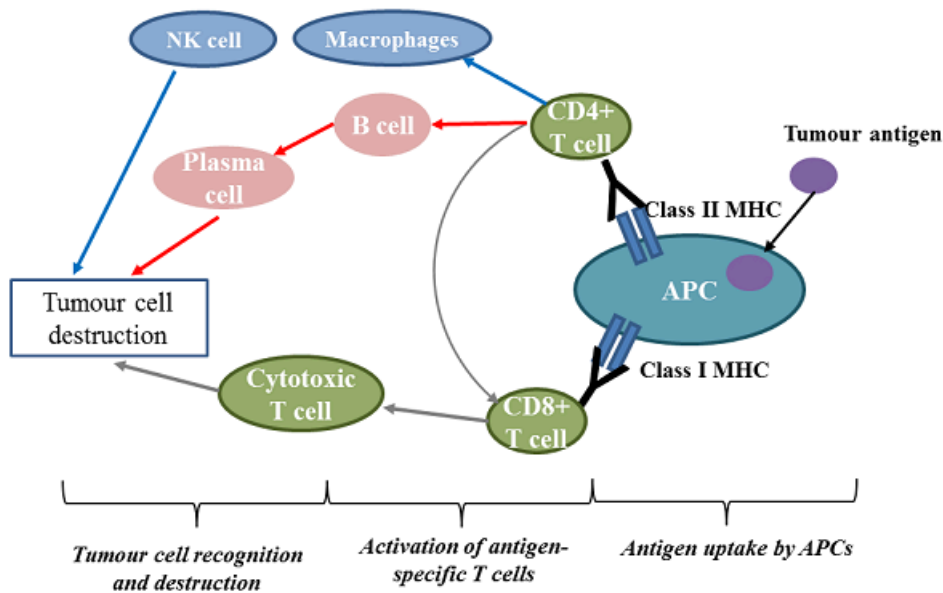 NK cell
Macrophages
CD4+
T cell
B cell
Tumour antigen
Plasma
cell
Class II MHC
APC
Tumour cell
destruction
Class I MHC
Cytotoxic
T cell
CD8+
T cell
Tumour cell recognition
and destruction
Activation of antigen-
specific T cells
Antigen uptake by APCs